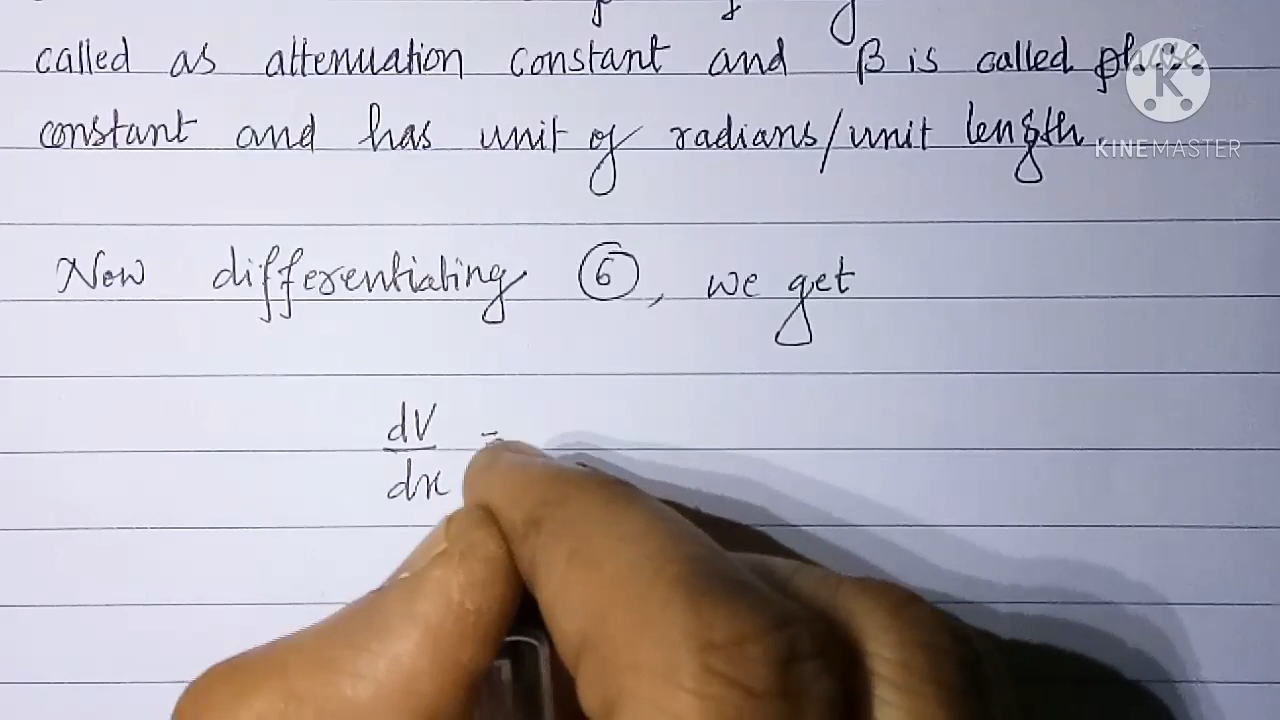 called as attenuation constant and β is called phase
constant and has unit of radians/unit length.
K
KINEMASTER
Now differentiating ⑥, we get
dV
dx =